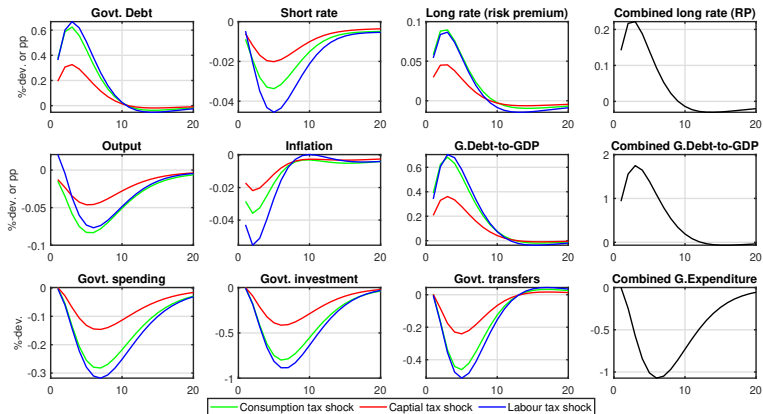 Govt. Debt
Short rate
Long rate (risk premium)
Combined long rate (RP)
%-dev. or pp
0.6
0.4
0.2
0
0
-0.02
-0.04
0.1
0.05
0
0.2
0.1
0
0 10 20
0 10 20
0 10 20
0 10 20
Output
Inflation
G.Debt-to-GDP
Combined G.Debt-to-GDP
%-dev. or pp
0
-0.05
-0.1
0
-0.02
-0.04
0.6
0.4
0.2
0
2
1
0
0 10 20
0 10 20
0 10 20
0 10 20
Govt. spending
Govt. investment
Govt. transfers
Combined G.Expenditure
%-dev.
0
-0.1
-0.2
-0.3
0
-0.5
-1
0
-0.2
-0.4
0
-0.5
-1
0 10 20
0 10 20
0 10 20
0 10 20
Consumption tax shock Captial tax shock Labour tax shock